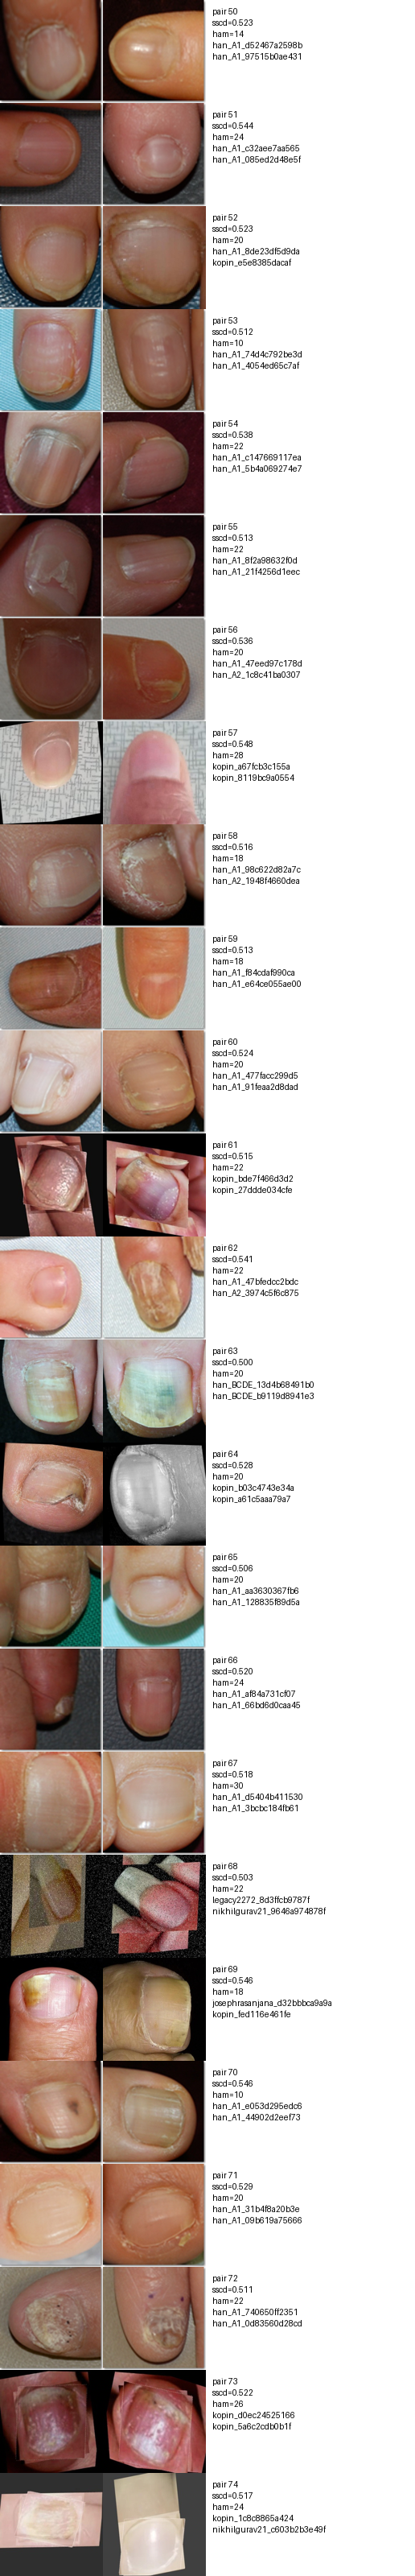 pair 50
sscd=0.523
ham=14
han_A1_d52467a2598b
han_A1_97515b0ae431
pair 51
sscd=0.544
ham=24
han_A1_c32aee7aa565
han_A1_085ed2d48e5f
pair 52
sscd=0.523
ham=20
han_A1_8de23df5d9da
kopin_e5e8385dacaf
pair 53
sscd=0.512
ham=10
han_A1_74d4c792be3d
han_A1_4054ed65c7af
pair 54
sscd=0.538
ham=22
han_A1_c147669117ea
han_A1_5b4a069274e7
pair 55
sscd=0.513
ham=22
han_A1_8f2a98632f0d
han_A1_21f4256d1eec
pair 56
sscd=0.536
ham=20
han_A1_47eed97c178d
han_A2_1c8c41ba0307
pair 57
sscd=0.548
ham=28
kopin_a67fcb3c155a
kopin_8119bc9a0554
pair 58
sscd=0.516
ham=18
han_A1_98c622d82a7c
han_A2_1948f4660dea
pair 59
sscd=0.513
ham=18
han_A1_f84cdaf990ca
han_A1_e64ce055ae00
pair 60
sscd=0.524
ham=20
han_A1_477facc299d5
han_A1_91feaa2d8dad
pair 61
sscd=0.515
ham=22
kopin_bde7f466d3d2
kopin_27ddde034cfe
pair 62
sscd=0.541
ham=22
han_A1_47bfedcc2bdc
han_A2_3974c5f6c875
pair 63
sscd=0.500
ham=20
han_BCDE_13d4b68491b0
han_BCDE_b9119d8941e3
pair 64
sscd=0.528
ham=20
kopin_b03c4743e34a
kopin_a61c5aaa79a7
pair 65
sscd=0.506
ham=20
han_A1_aa3630367fb6
han_A1_128835f89d5a
pair 66
sscd=0.520
ham=24
han_A1_af84a731cf07
han_A1_66bd6d0caa45
pair 67
sscd=0.518
ham=30
han_A1_d5404b411530
han_A1_3bcbc184fb61
pair 68
sscd=0.503
ham=22
legacy2272_8d3ffcb9787f
nikhilgurav21_9646a974878f
pair 69
sscd=0.546
ham=18
josephrasanjana_d32bbbca9a9a
kopin_fed116e461fe
pair 70
sscd=0.546
ham=10
han_A1_e053d295edc6
han_A1_44902d2eef73
pair 71
sscd=0.529
ham=20
han_A1_31b4f8a20b3e
han_A1_09b619a75666
pair 72
sscd=0.511
ham=22
han_A1_740650ff2351
han_A1_0d83560d28cd
pair 73
sscd=0.522
ham=26
kopin_d0ec24525166
kopin_5a6c2cdb0b1f
pair 74
sscd=0.517
ham=24
kopin_1c8c8865a424
nikhilgurav21_c603b2b3e49f